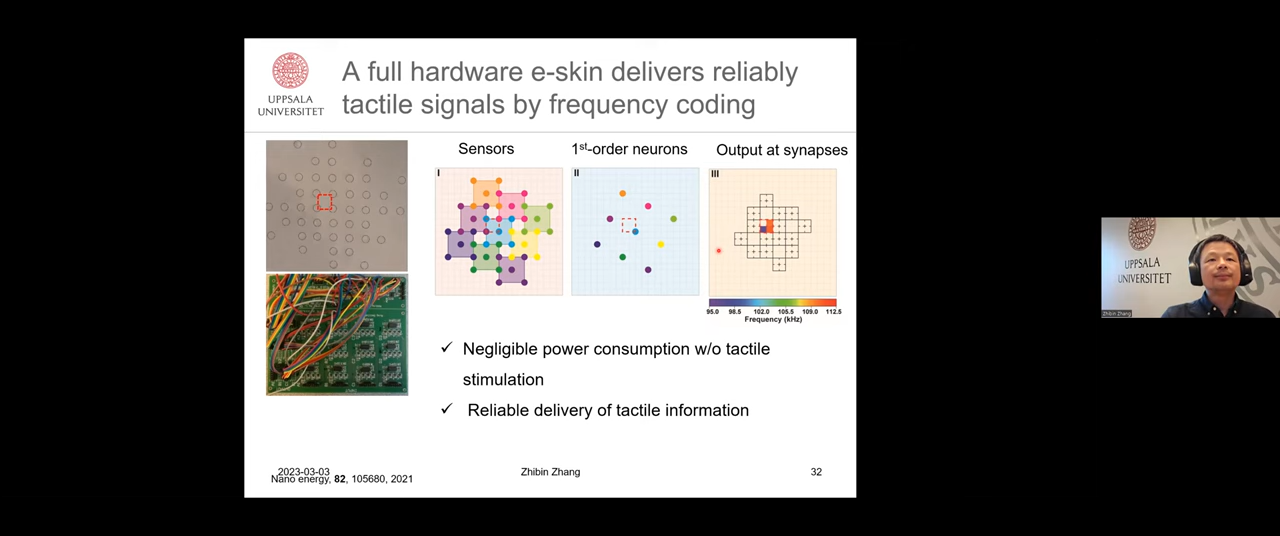 UPPSALA
UNIVERSITET
A full hardware e-skin delivers reliably
tactile signals by frequency coding
Sensors
1st-order neurons
Output at synapses
I
II
III
95.0 98.5 102.0 105.5 109.0 112.5
Frequency (kHz)
✓ Negligible power consumption w/o tactile
stimulation
✓ Reliable delivery of tactile information
2023-03-03
Zhibin Zhang
32
Nano energy, 82, 105680, 2021
UPPSALA
UNIVERSITET
Zhibin Zhang